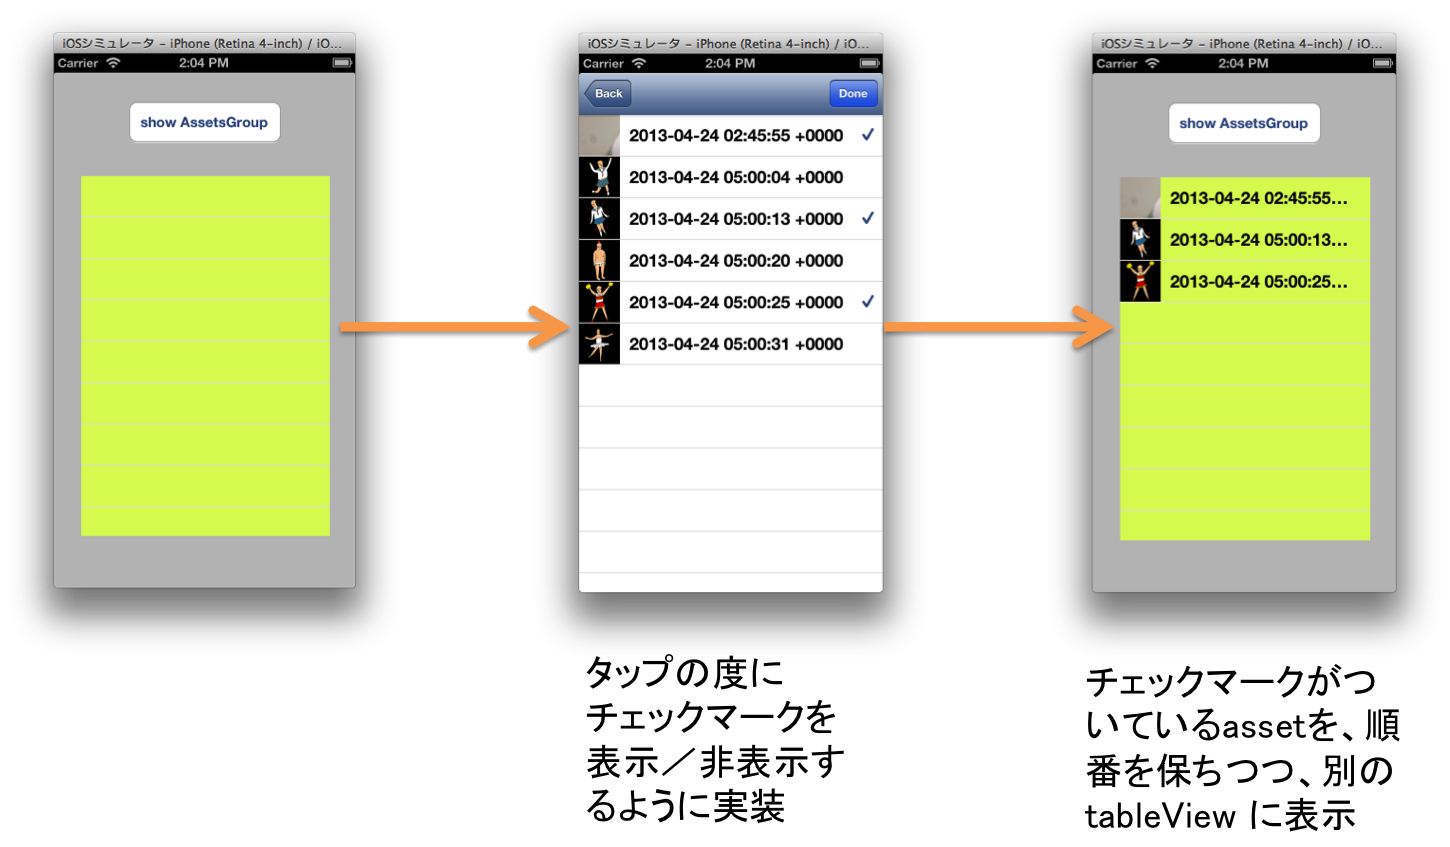 iOSシミュレータ – iPhone (Retina 4–inch) / iO...
Carrier 2:04 PM
show AssetsGroup
iOSシミュレータ – iPhone (Retina 4–inch) / iO...
Carrier 2:04 PM
Back Done
2013-04-24 02:45:55 +0000
2013-04-24 05:00:04 +0000
2013-04-24 05:00:13 +0000
2013-04-24 05:00:20 +0000
2013-04-24 05:00:25 +0000
2013-04-24 05:00:31 +0000
タップの度に
チェックマークを
表示／非表示す
るように実装
iOSシミュレータ – iPhone (Retina 4–inch) / iO...
Carrier 2:04 PM
show AssetsGroup
2013-04-24 02:45:55...
2013-04-24 05:00:13...
2013-04-24 05:00:25...
チェックマークがつ
いているassetを、順
番を保ちつつ、別の
tableView に表示